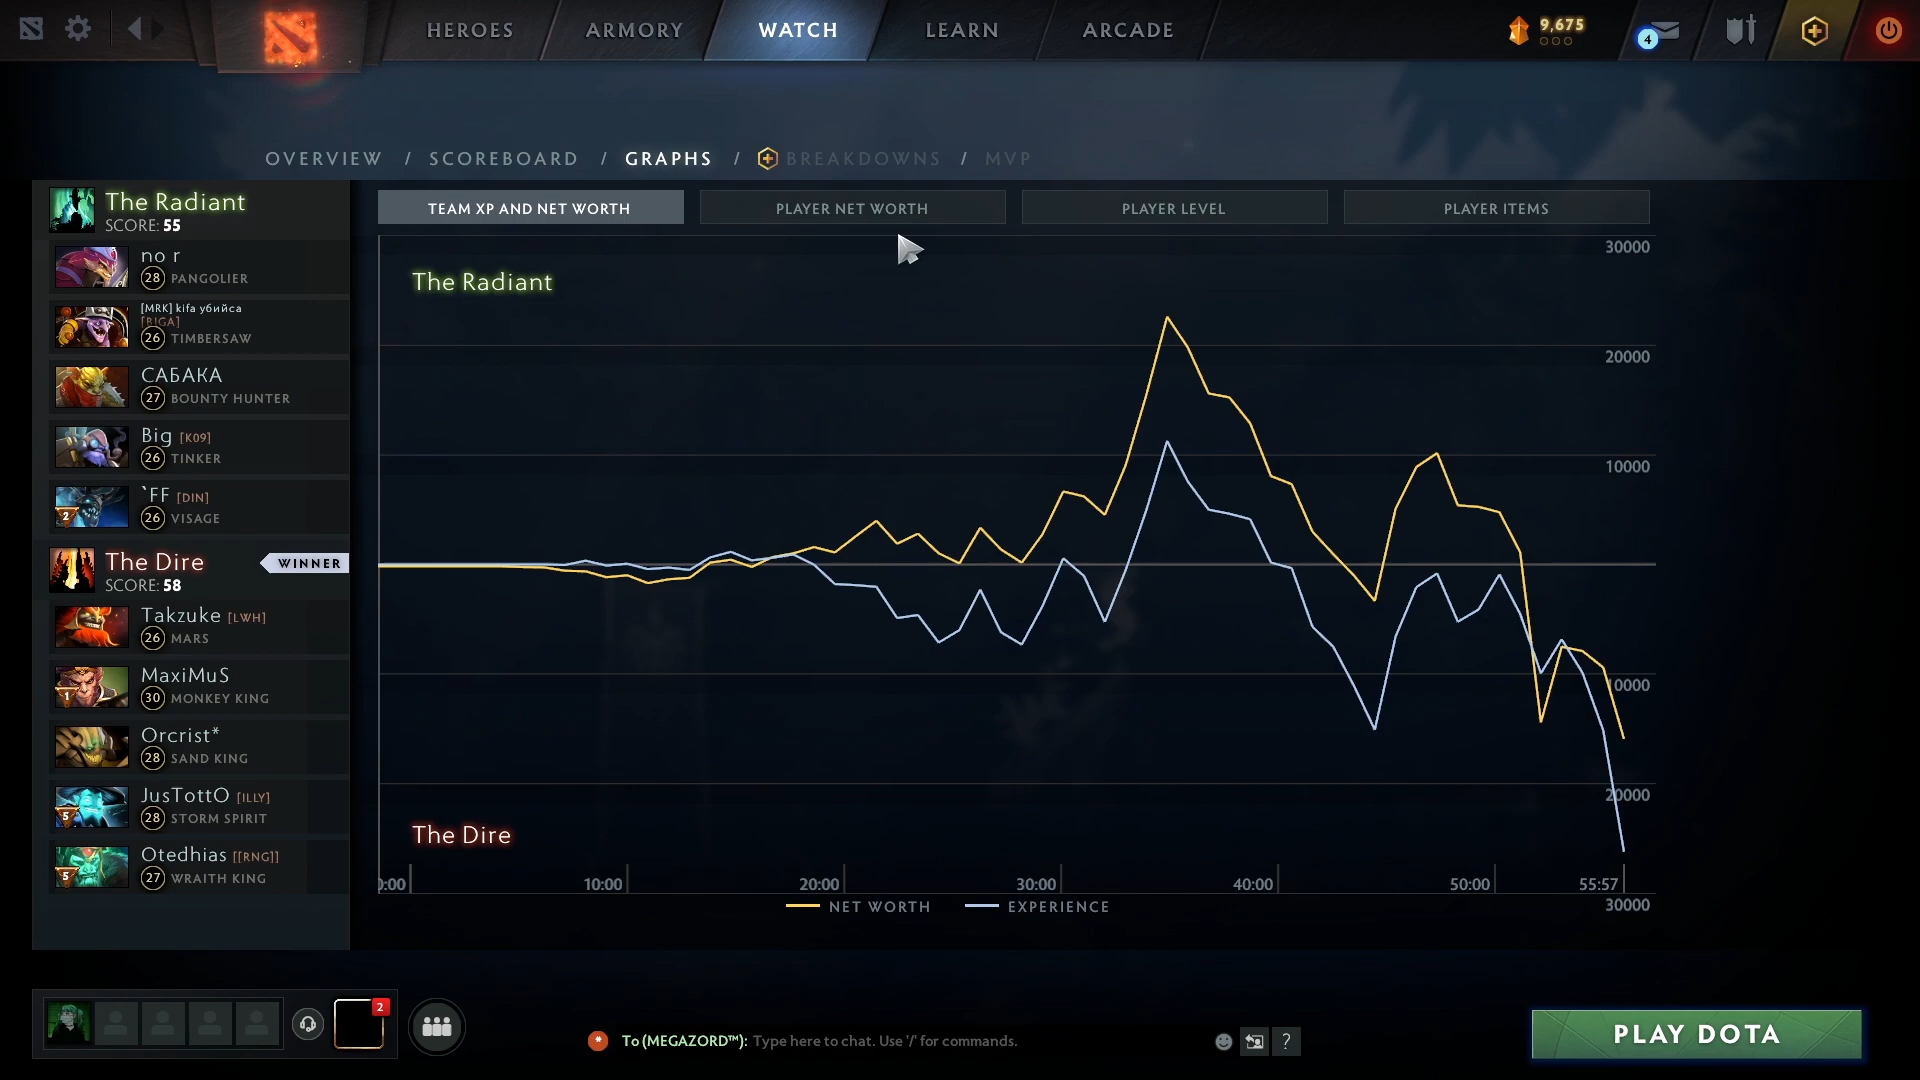 HEROES
ARMORY
WATCH
LEARN
ARCADE
9,675
4
OVERVIEW / SCOREBOARD / GRAPHS / BREAKDOWNS / MVP
The Radiant
SCORE: 55
no r
28 PANGOLIER
[MRK] kifa убийса
[BIGA]
26 TIMBERSAW
САБАКА
27 BOUNTY HUNTER
Big [K09]
26 TINKER
`FF [DIN]
2
26 VISAGE
The Dire
WINNER
SCORE: 58
Takzuke [LWH]
26 MARS
MaxiMuS
1
30 MONKEY KING
Orcrist*
28 SAND KING
JusTottO [ILLY]
5
28 STORM SPIRIT
Otedhias [[RNG]]
5
27 WRAITH KING
TEAM XP AND NET WORTH
PLAYER NET WORTH
PLAYER LEVEL
PLAYER ITEMS
The Radiant
30000
20000
10000
10000
20000
30000
The Dire
0:00
10:00
20:00
30:00
40:00
50:00
55:57
NET WORTH
EXPERIENCE
2
To (MEGAZORD™): Type here to chat. Use '/' for commands.
?
PLAY DOTA